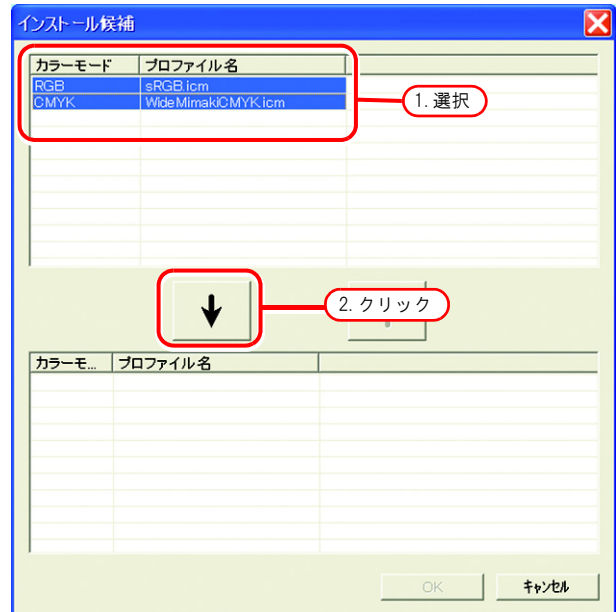 インストール候補
カラーモード プロファイル名
RGB sRGB.icm
CMYK WideMimakiCMYK.icm
1. 選択
2. クリック
カラーモ... プロファイル名
OK キャンセル